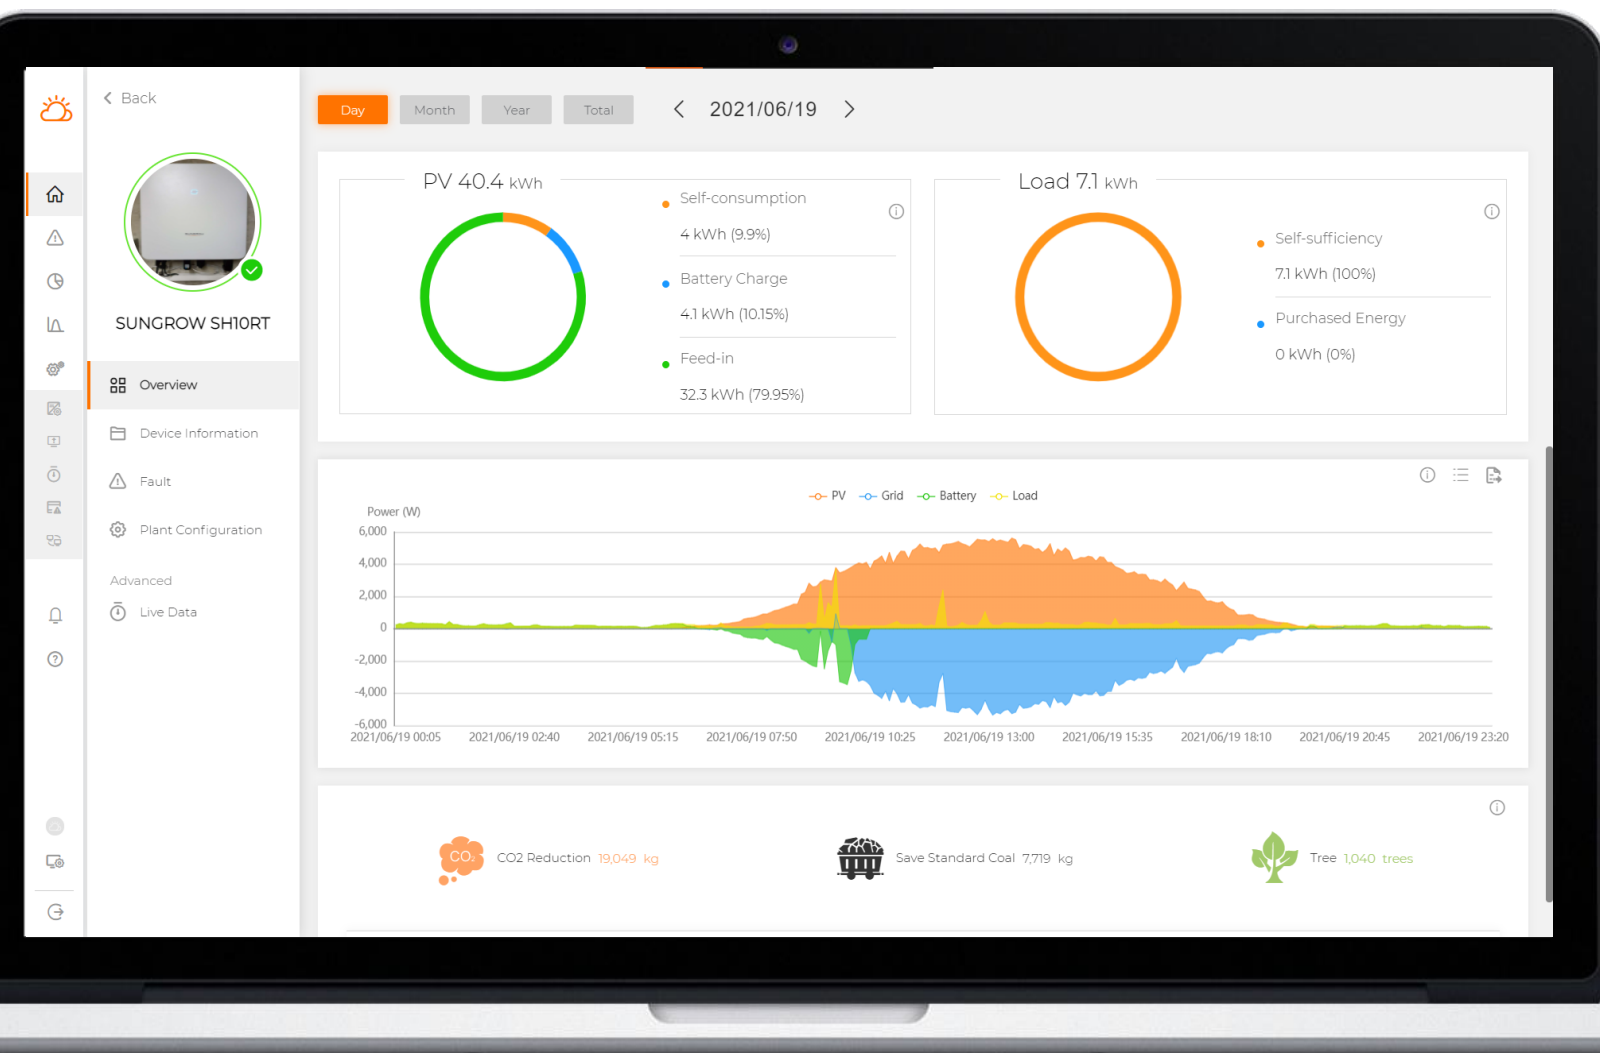 Back
Day
Month
Year
Total
2021/06/19
SUNGROW SH10RT
Overview
Device Information
Fault
Plant Configuration
Advanced
Live Data
PV 40.4 kWh
Self-consumption
4 kWh (9.9%)
Battery Charge
4.1 kWh (10.15%)
Feed-in
32.3 kWh (79.95%)
Load 7.1 kWh
Self-sufficiency
7.1 kWh (100%)
Purchased Energy
0 kWh (0%)
PV Grid Battery Load
Power (W)
6,000
4,000
2,000
0
-2,000
-4,000
-6,000
2021/06/19 00:05 2021/06/19 02:40 2021/06/19 05:15 2021/06/19 07:50 2021/06/19 10:25 2021/06/19 13:00 2021/06/19 15:35 2021/06/19 18:10 2021/06/19 20:45 2021/06/19 23:20
CO2
CO2 Reduction 19,049 kg
Save Standard Coal 7,719 kg
Tree 1,040 trees